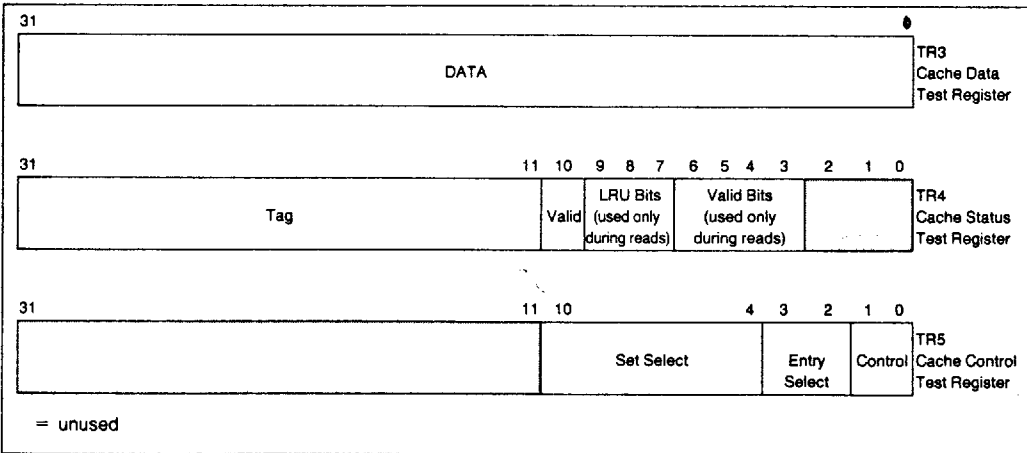 31 0
DATA
TR3
Cache Data
Test Register
31 11 10 9 8 7 6 5 4 3 2 1 0
Tag
Valid
LRU Bits
(used only
during reads)
Valid Bits
(used only
during reads)
TR4
Cache Status
Test Register
31 11 10 4 3 2 1 0
Set Select
Entry
Select
Control
TR5
Cache Control
Test Register
= unused